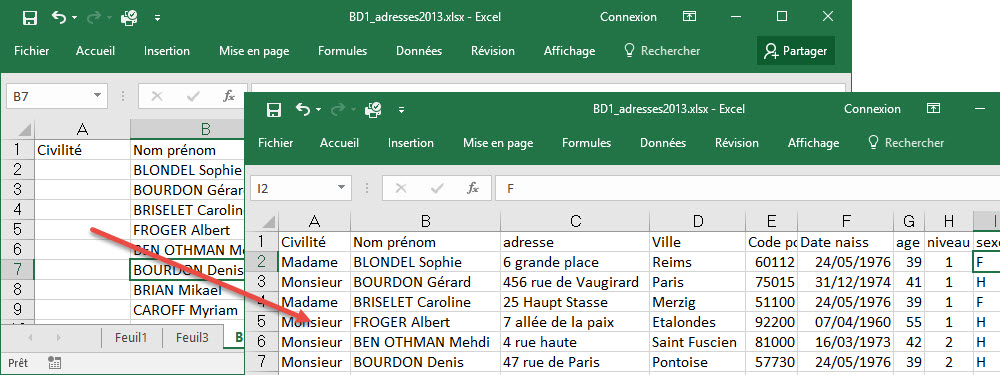 BD1_adresses2013.xlsx - Excel Connexion
Fichier Accueil Insertion Mise en page Formules Données Révision Affichage Rechercher Partager
B7 fx
A B
1 Civilité Nom prénom
2 BLONDEL Sophie
3 BOURDON Gérar
4 BRISELET Carolin
5 FROGER Albert
6 BEN OTHMAN Me
7 BOURDON Denis
8 BRIAN Mikael
9 CAROFF Myriam
Feuil1 Feuil3 B
Prêt
BD1_adresses2013.xlsx - Excel Connexion
Fichier Accueil Insertion Mise en page Formules Données Révision Affichage Rechercher
I2 fx F
A B C D E F G H I
1 Civilité Nom prénom adresse Ville Code po Date naiss age niveau sexe
2 Madame BLONDEL Sophie 6 grande place Reims 60112 24/05/1976 39 1 F
3 Monsieur BOURDON Gérard 456 rue de Vaugirard Paris 75015 31/12/1974 41 1 H
4 Madame BRISELET Caroline 25 Haupt Stasse Merzig 51100 24/05/1976 39 1 F
5 Monsieur FROGER Albert 7 allée de la paix Etalondes 92200 07/04/1960 55 1 H
6 Monsieur BEN OTHMAN Mehdi 4 rue haute Saint Fuscien 81000 16/03/1973 42 2 H
7 Monsieur BOURDON Denis 47 rue de Paris Pontoise 57730 24/05/1976 39 2 H